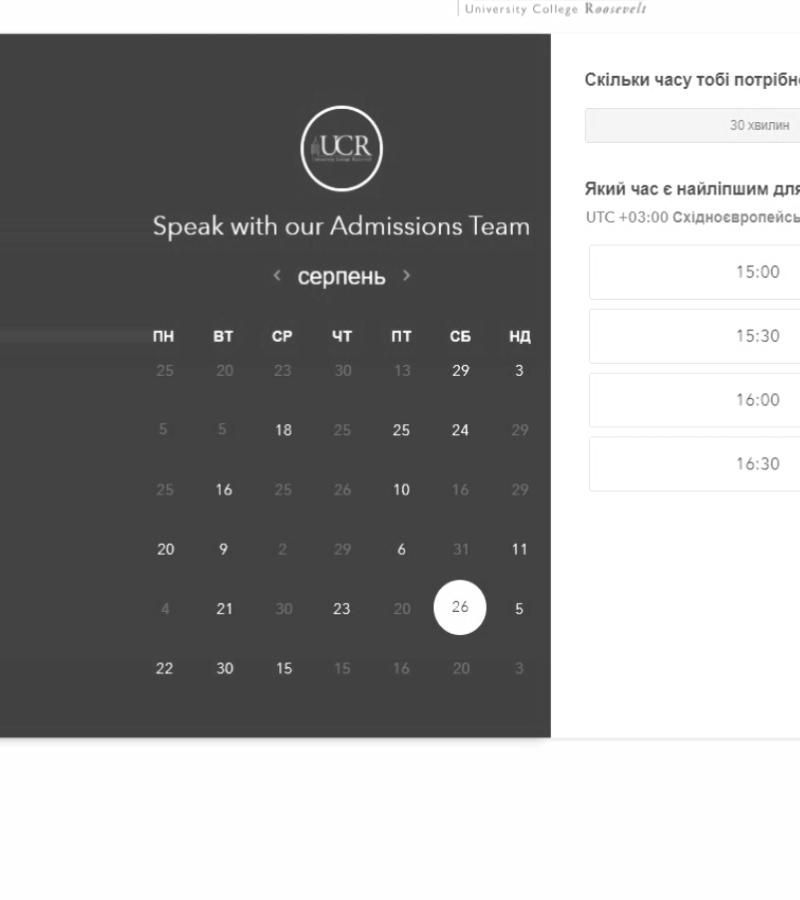 University College Roosevelt
UCR
Speak with our Admissions Team
< серпень >
ПН ВТ СР ЧТ ПТ СБ НД
25 20 23 30 13 29 3
5 5 18 25 25 24 29
25 16 25 26 10 16 29
20 9 2 29 6 31 11
4 21 30 23 20 26 5
22 30 15 15 16 20 3
Скільки часу тобі потрібн
30 хвилин
Який час є найліпшим для
UTC +03:00 Східноєвропейсь
15:00
15:30
16:00
16:30